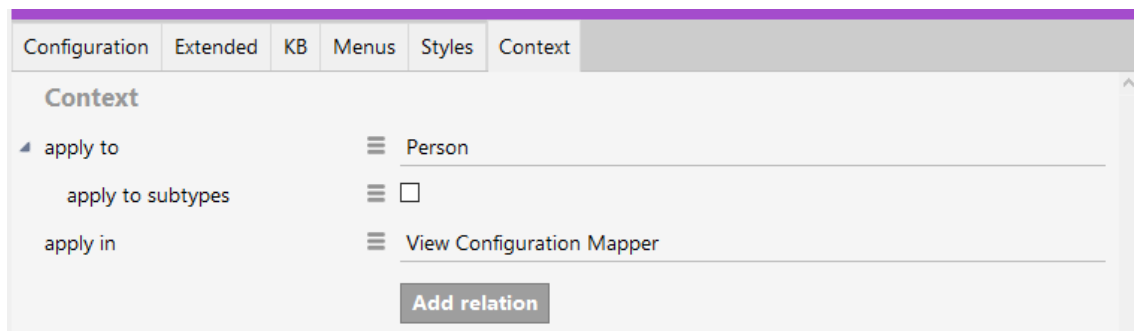 Configuration Extended KB Menus Styles Context
Context
apply to Person
apply to subtypes
apply in View Configuration Mapper
Add relation